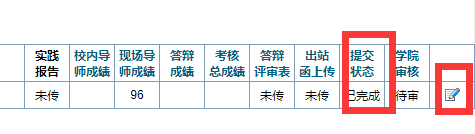 实践报告 校内导师成绩 现场导师成绩 答辩成绩 考核总成绩 答辩评审表 出站函上传 提交状态 学院审核
未传 96 未传 未传 已完成 待审